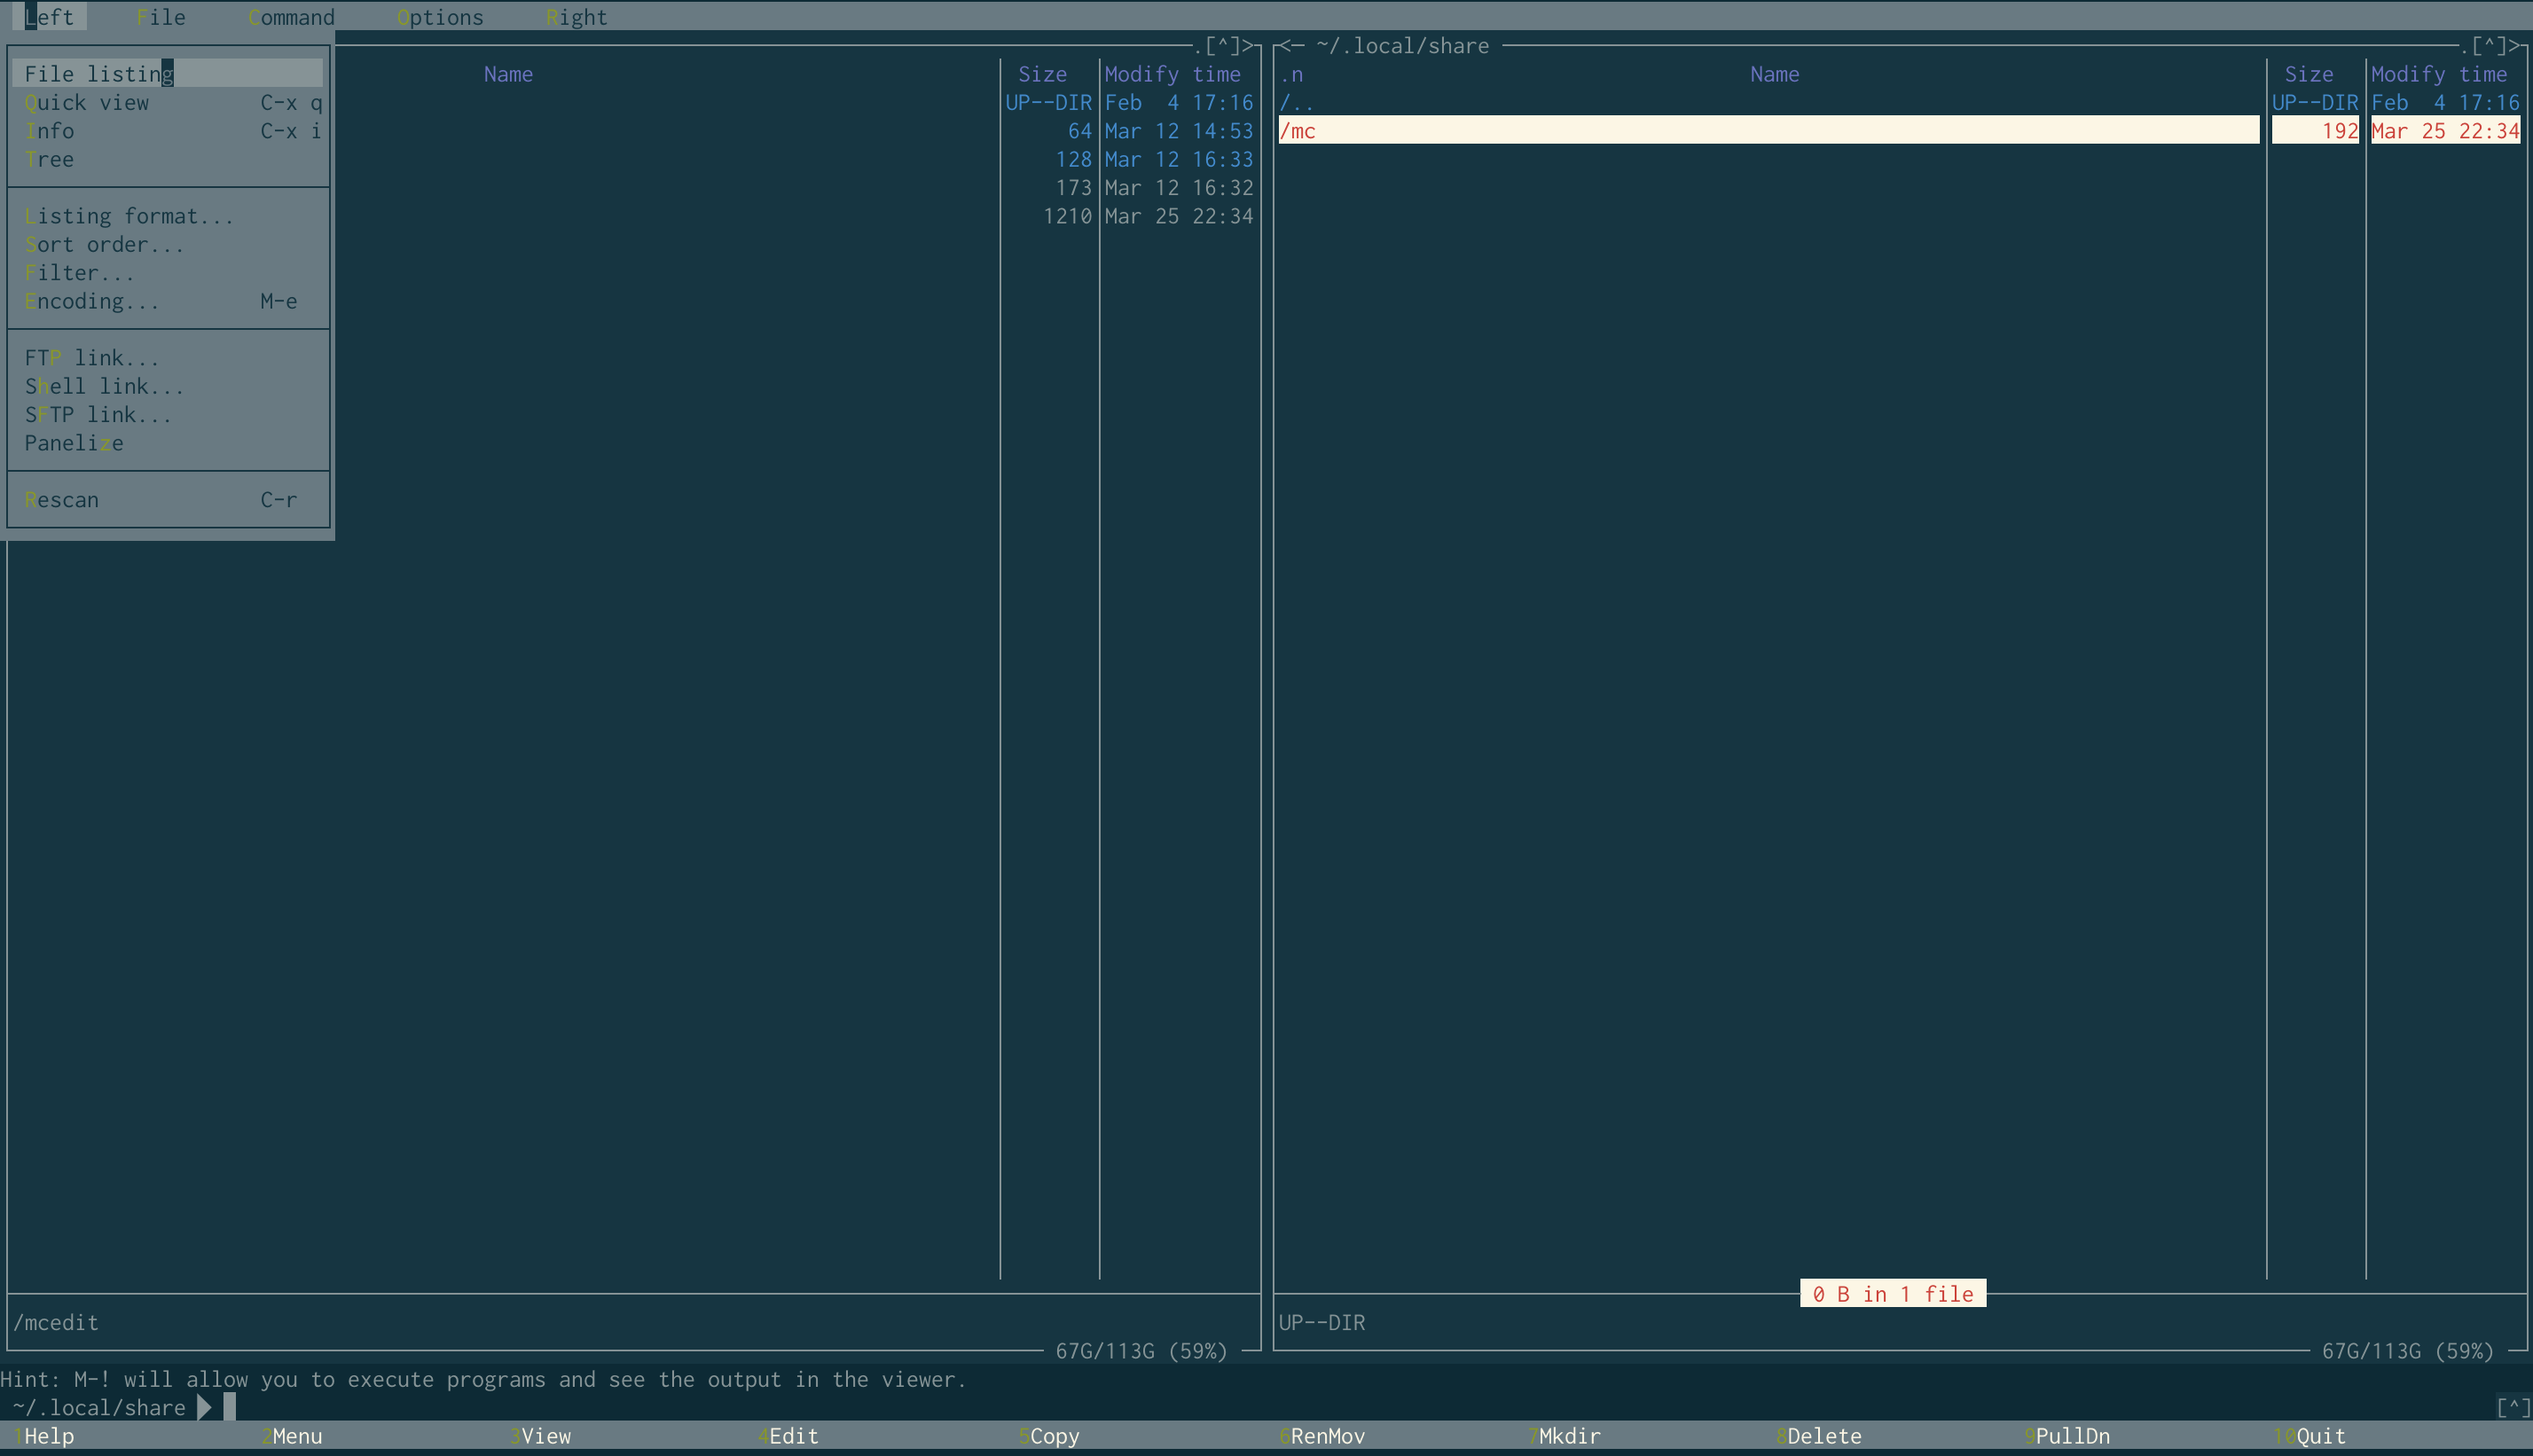 Left File Command Options Right
.[^]> <— ~/.local/share .[^]>
File listing Name Size Modify time .n Name Size Modify time
Quick view C-x q UP--DIR Feb 4 17:16 /.. UP--DIR Feb 4 17:16
Info C-x i 64 Mar 12 14:53 /mc 192 Mar 25 22:34
Tree 128 Mar 12 16:33
173 Mar 12 16:32
Listing format... 1210 Mar 25 22:34
Sort order...
Filter...
Encoding... M-e
FTP link...
Shell link...
SFTP link...
Panelize
Rescan C-r
0 B in 1 file
/mcedit UP--DIR
67G/113G (59%) 67G/113G (59%)
Hint: M-! will allow you to execute programs and see the output in the viewer.
~/.local/share [^]
1Help 2Menu 3View 4Edit 5Copy 6RenMov 7Mkdir 8Delete 9PullDn 10Quit